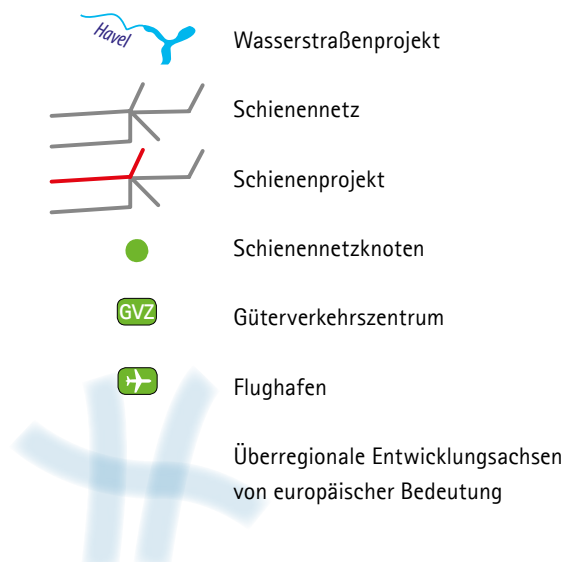 Havel Wasserstraßenprojekt
Schienennetz
Schienenprojekt
Schienennetzknoten
GVZ Güterverkehrszentrum
Flughafen
Überregionale Entwicklungsachsen
von europäischer Bedeutung